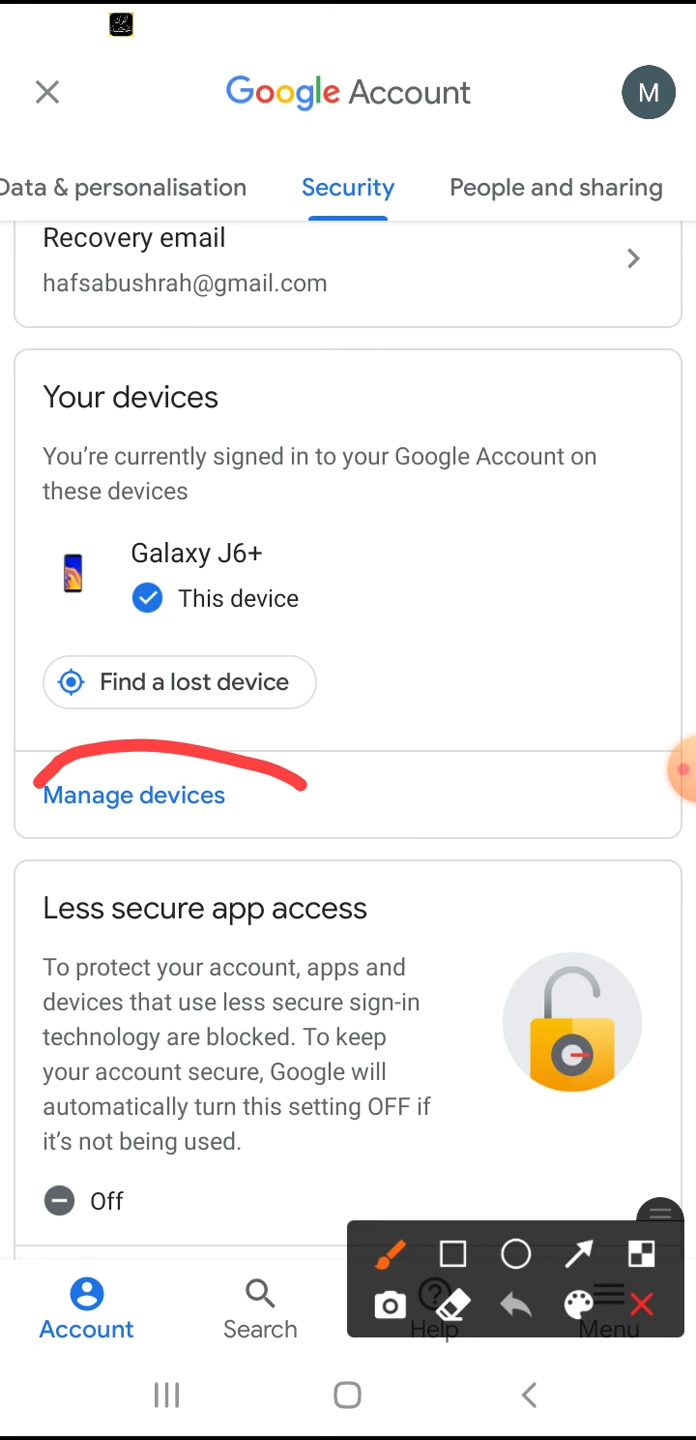 Google Account
M
Data & personalisation
Security
People and sharing
Recovery email
hafsabushrah@gmail.com
Your devices
You're currently signed in to your Google Account on
these devices
Galaxy J6+
This device
Find a lost device
Manage devices
Less secure app access
To protect your account, apps and
devices that use less secure sign-in
technology are blocked. To keep
your account secure, Google will
automatically turn this setting OFF if
it's not being used.
Off
Account
Search
Help
Menu